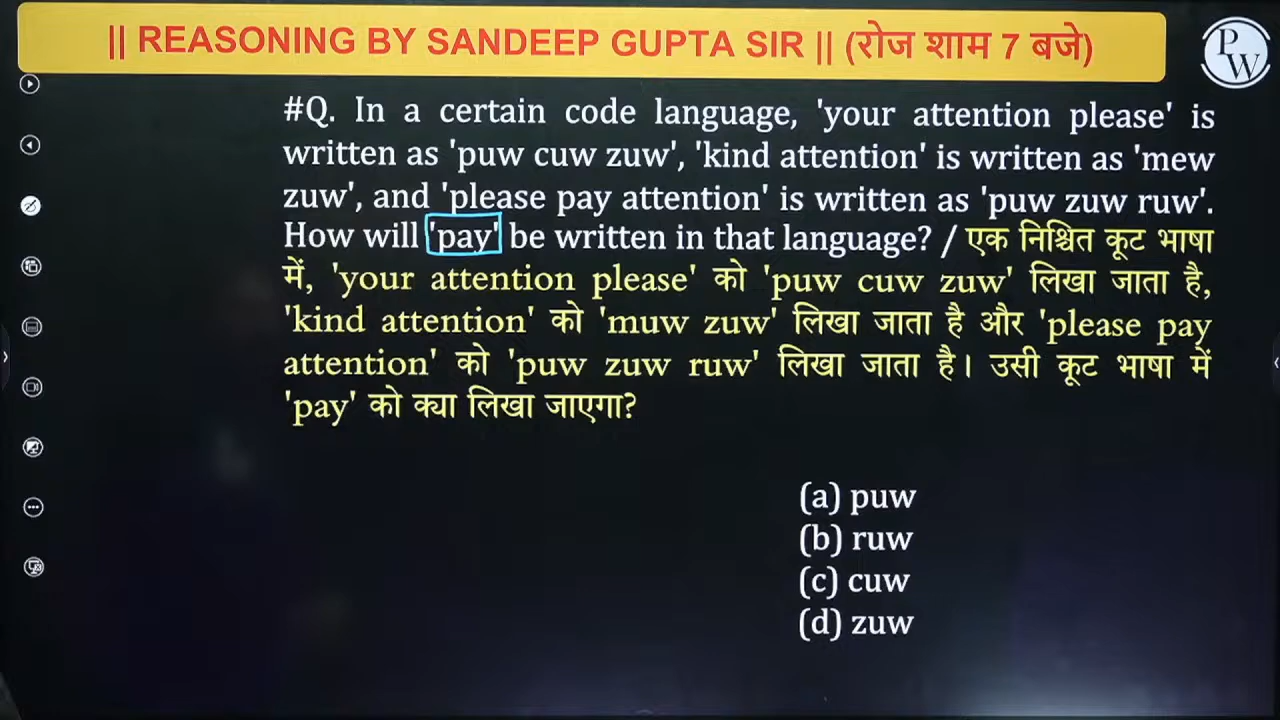 || REASONING BY SANDEEP GUPTA SIR || (रोज शाम 7 बजे)
PW
#Q. In a certain code language, 'your attention please' is
written as 'puw cuw zuw', 'kind attention' is written as 'mew
zuw', and 'please pay attention' is written as 'puw zuw ruw'.
How will 'pay' be written in that language? / एक निश्चित कूट भाषा
में, 'your attention please' को 'puw cuw zuw' लिखा जाता है,
'kind attention' को 'muw zuw' लिखा जाता है और 'please pay
attention' को 'puw zuw ruw' लिखा जाता है। उसी कूट भाषा में
'pay' को क्या लिखा जाएगा?
(a) puw
(b) ruw
(c) cuw
(d) zuw